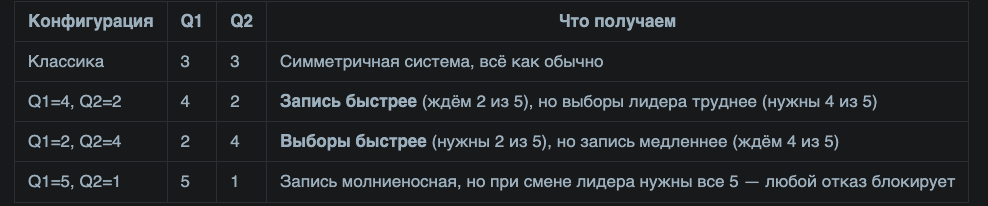 Конфигурация Q1 Q2 Что получаем
Классика 3 3 Симметричная система, всё как обычно
Q1=4, Q2=2 4 2 Запись быстрее (ждём 2 из 5), но выборы лидера труднее (нужны 4 из 5)
Q1=2, Q2=4 2 4 Выборы быстрее (нужны 2 из 5), но запись медленнее (ждём 4 из 5)
Q1=5, Q2=1 5 1 Запись молниеносная, но при смене лидера нужны все 5 — любой отказ блокирует